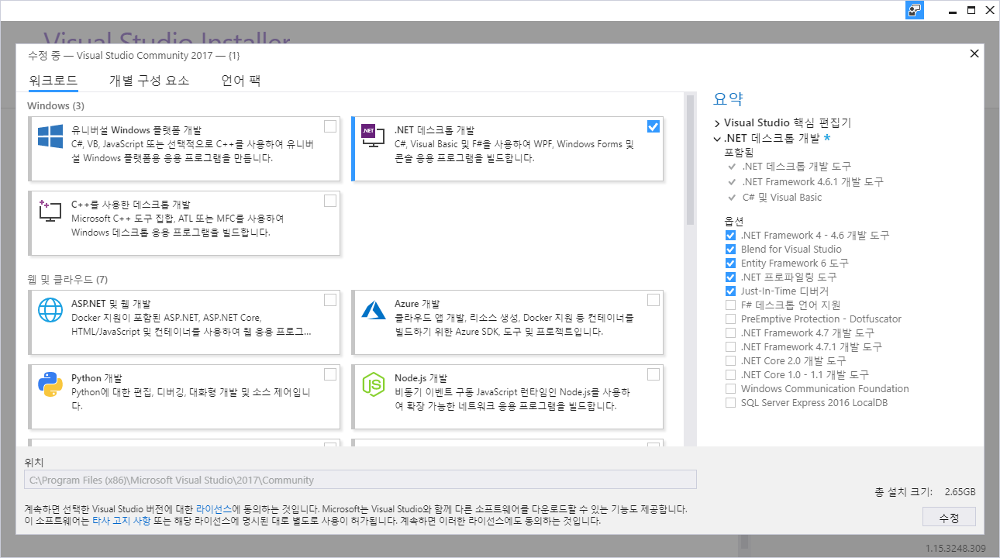 Visual Studio Installer
수정 중 — Visual Studio Community 2017 — {1}
워크로드 개별 구성 요소 언어 팩
Windows (3)
유니버설 Windows 플랫폼 개발
C#, VB, JavaScript 또는 선택적으로 C++를 사용하여 유니버
설 Windows 플랫폼용 응용 프로그램을 만듭니다.
.NET
.NET 데스크톱 개발
C#, Visual Basic 및 F#을 사용하여 WPF, Windows Forms 및
콘솔 응용 프로그램을 빌드합니다.
C++를 사용한 데스크톱 개발
Microsoft C++ 도구 집합, ATL 또는 MFC를 사용하여
Windows 데스크톱 응용 프로그램을 빌드합니다.
웹 및 클라우드 (7)
ASP.NET 및 웹 개발
Docker 지원이 포함된 ASP.NET, ASP.NET Core,
HTML/JavaScript 및 컨테이너를 사용하여 웹 응용 프로그...
Azure 개발
클라우드 앱 개발, 리소스 생성, Docker 지원 등 컨테이너를
빌드하기 위한 Azure SDK, 도구 및 프로젝트입니다.
Python 개발
Python에 대한 편집, 디버깅, 대화형 개발 및 소스 제어입니
다.
JS
Node.js 개발
비동기 이벤트 구동 JavaScript 런타임인 Node.js를 사용하
여 확장 가능한 네트워크 응용 프로그램을 빌드합니다.
요약
Visual Studio 핵심 편집기
.NET 데스크톱 개발 *
포함됨
.NET 데스크톱 개발 도구
.NET Framework 4.6.1 개발 도구
C# 및 Visual Basic
옵션
.NET Framework 4 - 4.6 개발 도구
Blend for Visual Studio
Entity Framework 6 도구
.NET 프로파일링 도구
Just-In-Time 디버거
F# 데스크톱 언어 지원
PreEmptive Protection - Dotfuscator
.NET Framework 4.7 개발 도구
.NET Framework 4.7.1 개발 도구
.NET Core 2.0 개발 도구
.NET Core 1.0 - 1.1 개발 도구
Windows Communication Foundation
SQL Server Express 2016 LocalDB
위치
C:\Program Files (x86)\Microsoft Visual Studio\2017\Community
총 설치 크기: 2.65GB
계속하면 선택한 Visual Studio 버전에 대한 라이선스에 동의하는 것입니다. Microsoft는 Visual Studio와 함께 다른 소프트웨어를 다운로드할 수 있는 기능도 제공합니다.
이 소프트웨어는 타사 고지 사항 또는 해당 라이선스에 명시된 대로 별도로 사용이 허가됩니다. 계속하면 이러한 라이선스에도 동의하는 것입니다.
수정
1.15.3248.309